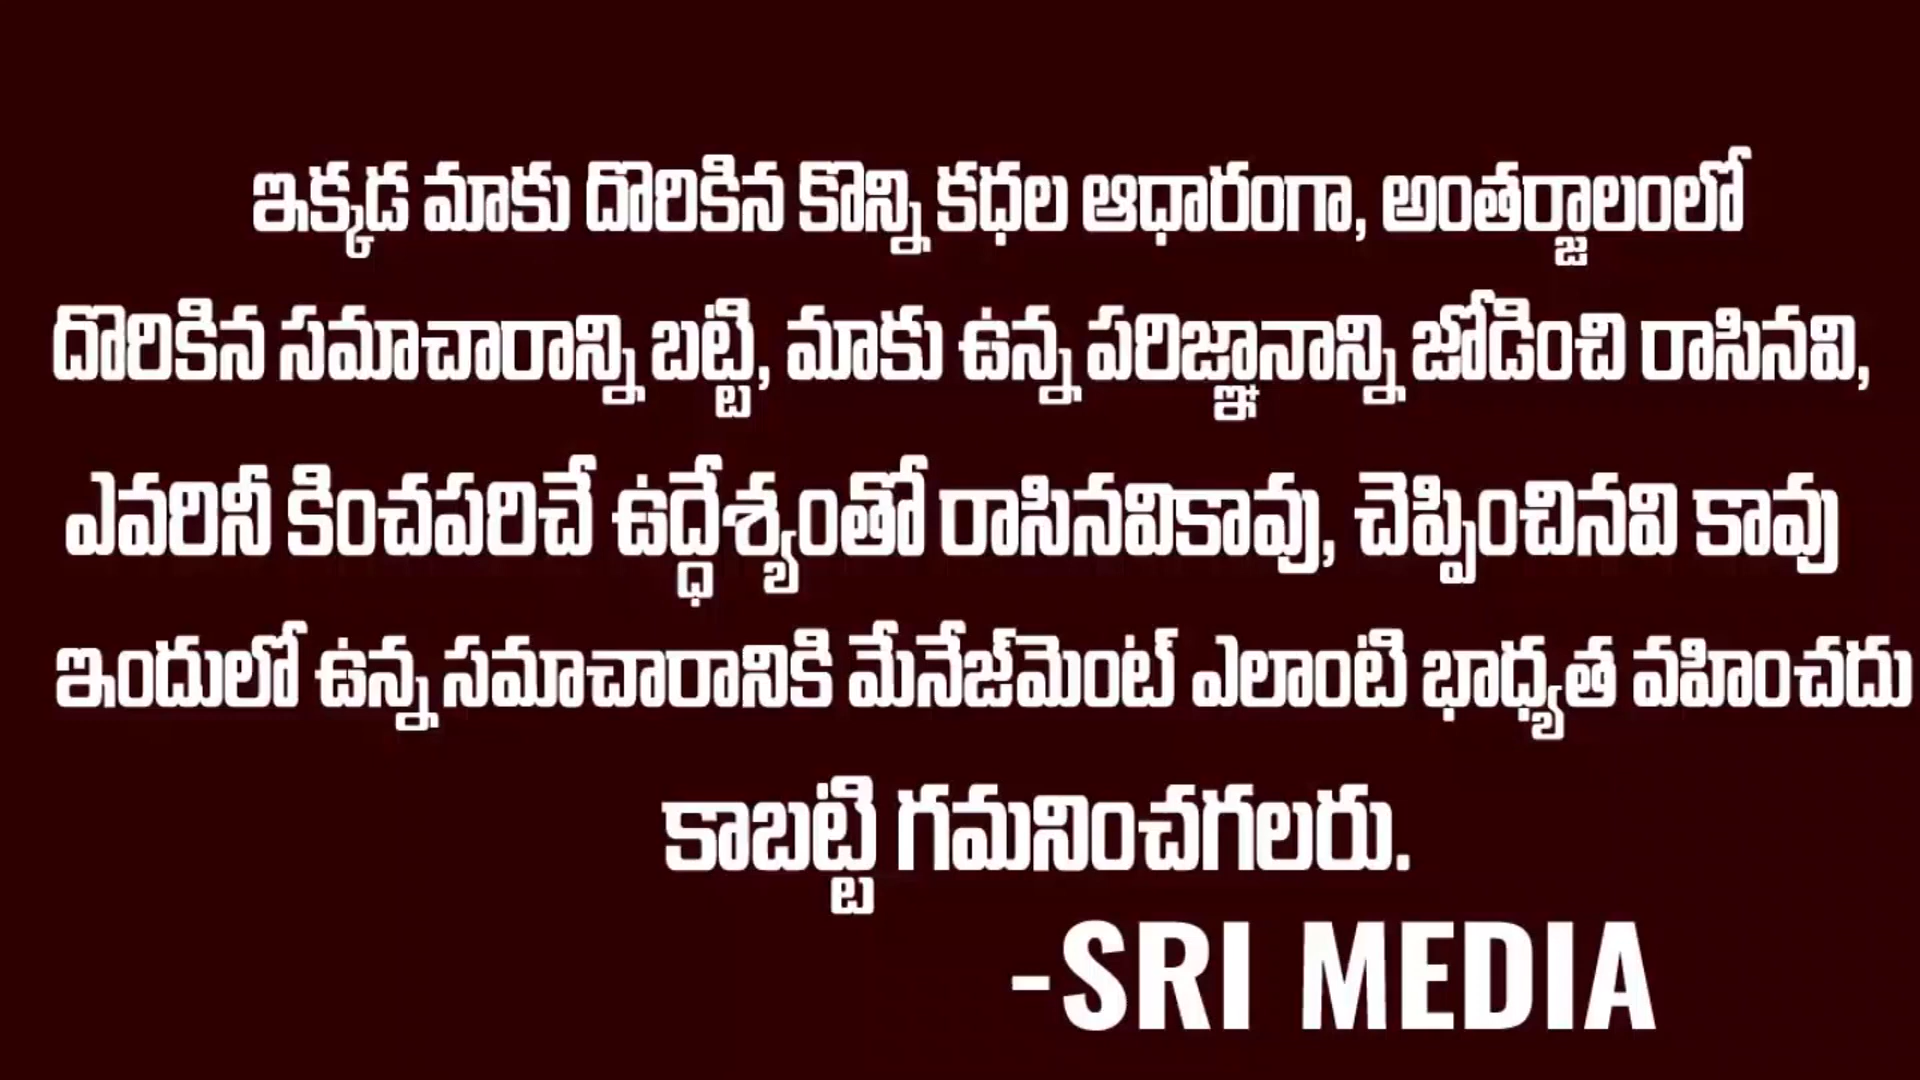 ఇక్కడ మాకు దొరికిన కొన్ని కధల ఆధారంగా, అంతర్జాలంలో
దొరికిన సమాచారాన్ని బట్టి, మాకు ఉన్న పరిజ్ఞానాన్ని జోడించి రాసినవి,
ఎవరినీ కించపరిచే ఉద్ధేశ్యంతో రాసినవికావు, చెప్పించినవి కావు
ఇందులో ఉన్న సమాచారానికి మేనేజ్‌మెంట్ ఎలాంటి భాధ్యత వహించదు
కాబట్టి గమనించగలరు.
-SRI MEDIA